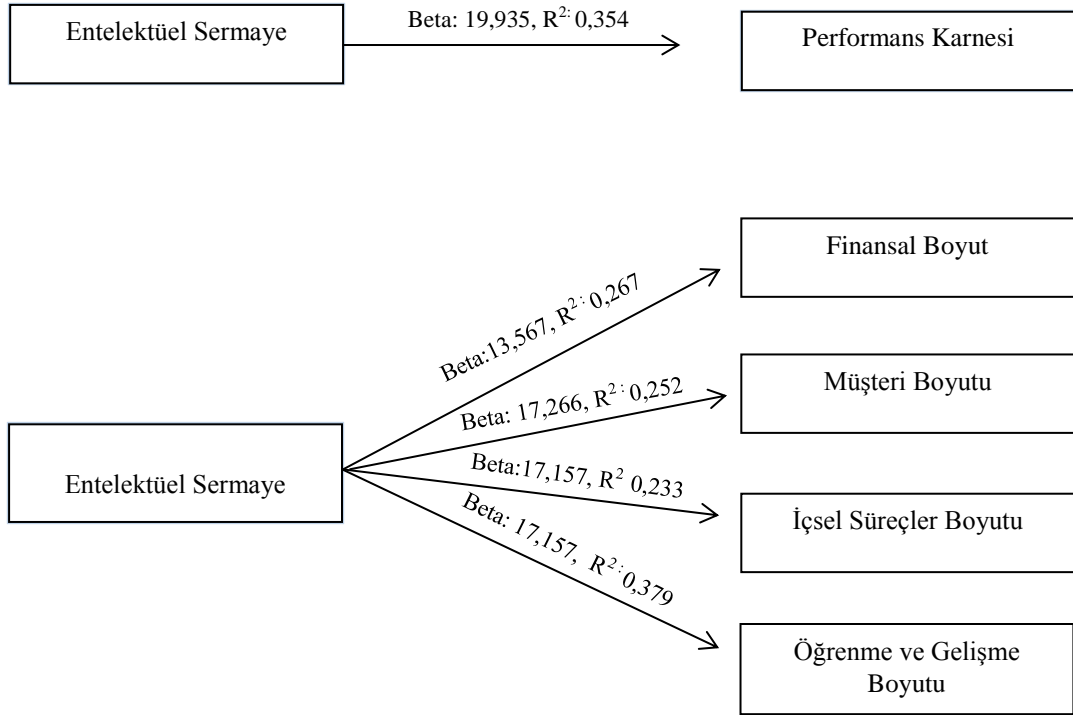 Entelektüel Sermaye
Beta: 19,935, R²: 0,354
Performans Karnesi
Finansal Boyut
Beta:13,567, R²: 0,267
Müşteri Boyutu
Beta: 17,266, R²: 0,252
Entelektüel Sermaye
Beta:17,157, R² 0,233
İçsel Süreçler Boyutu
Beta: 17,157, R²: 0,379
Öğrenme ve Gelişme
Boyutu